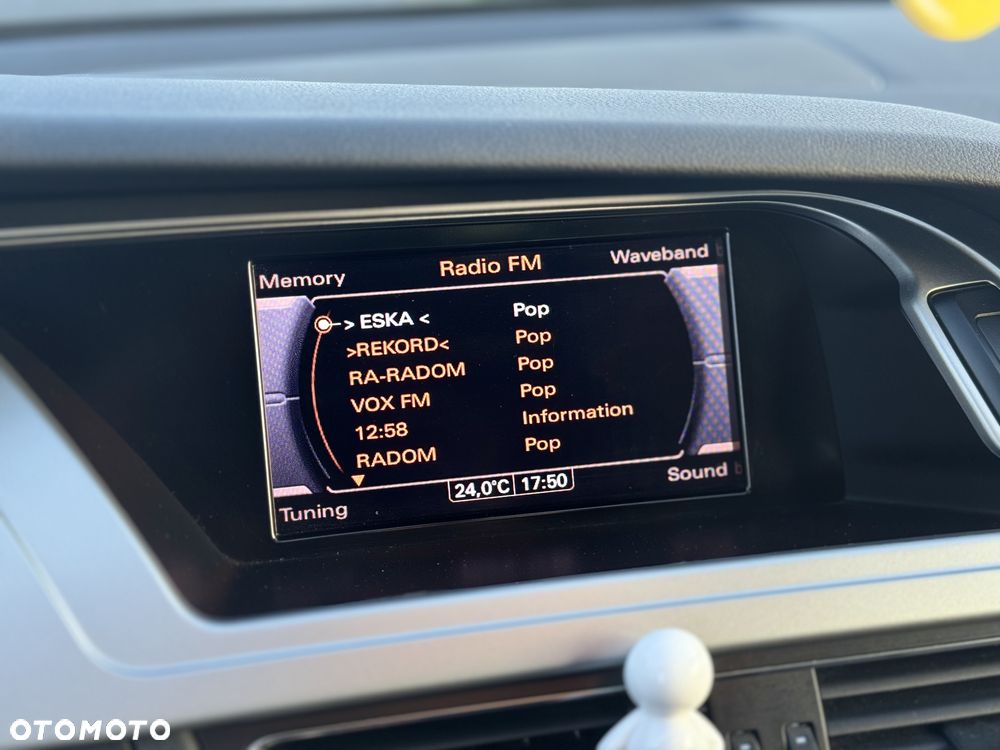 Memory Radio FM Waveband
> ESKA < Pop
>REKORD< Pop
RA-RADOM Pop
VOX FM Pop
12:58 Information
RADOM Pop
24,0°C 17:50
Tuning Sound
OTOMOTO